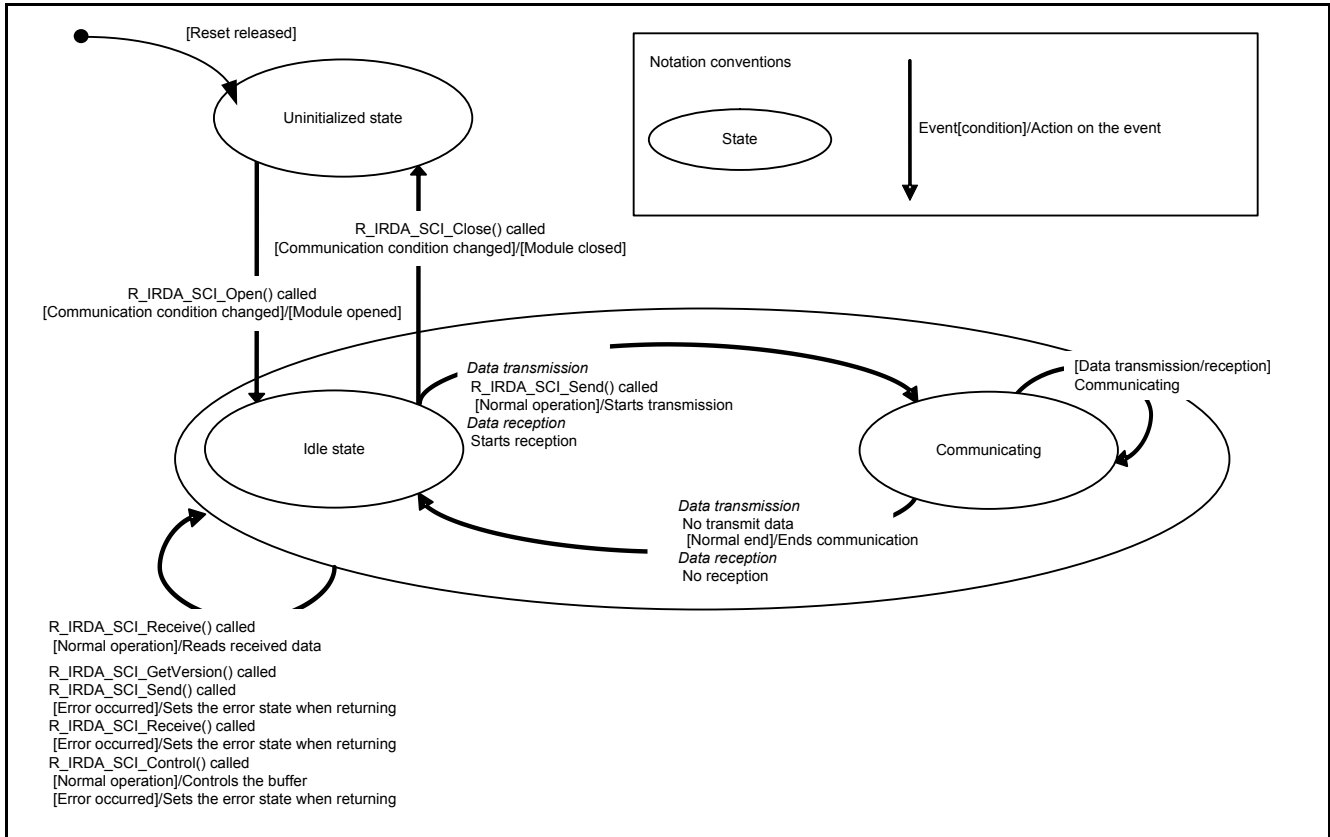 [Reset released]
Uninitialized state
Notation conventions
State
Event[condition]/Action on the event
R_IRDA_SCI_Close() called
[Communication condition changed]/[Module closed]
R_IRDA_SCI_Open() called
[Communication condition changed]/[Module opened]
Data transmission
R_IRDA_SCI_Send() called
[Normal operation]/Starts transmission
Data reception
Starts reception
[Data transmission/reception]
Communicating
Idle state
Communicating
Data transmission
No transmit data
[Normal end]/Ends communication
Data reception
No reception
R_IRDA_SCI_Receive() called
[Normal operation]/Reads received data
R_IRDA_SCI_GetVersion() called
R_IRDA_SCI_Send() called
[Error occurred]/Sets the error state when returning
R_IRDA_SCI_Receive() called
[Error occurred]/Sets the error state when returning
R_IRDA_SCI_Control() called
[Normal operation]/Controls the buffer
[Error occurred]/Sets the error state when returning